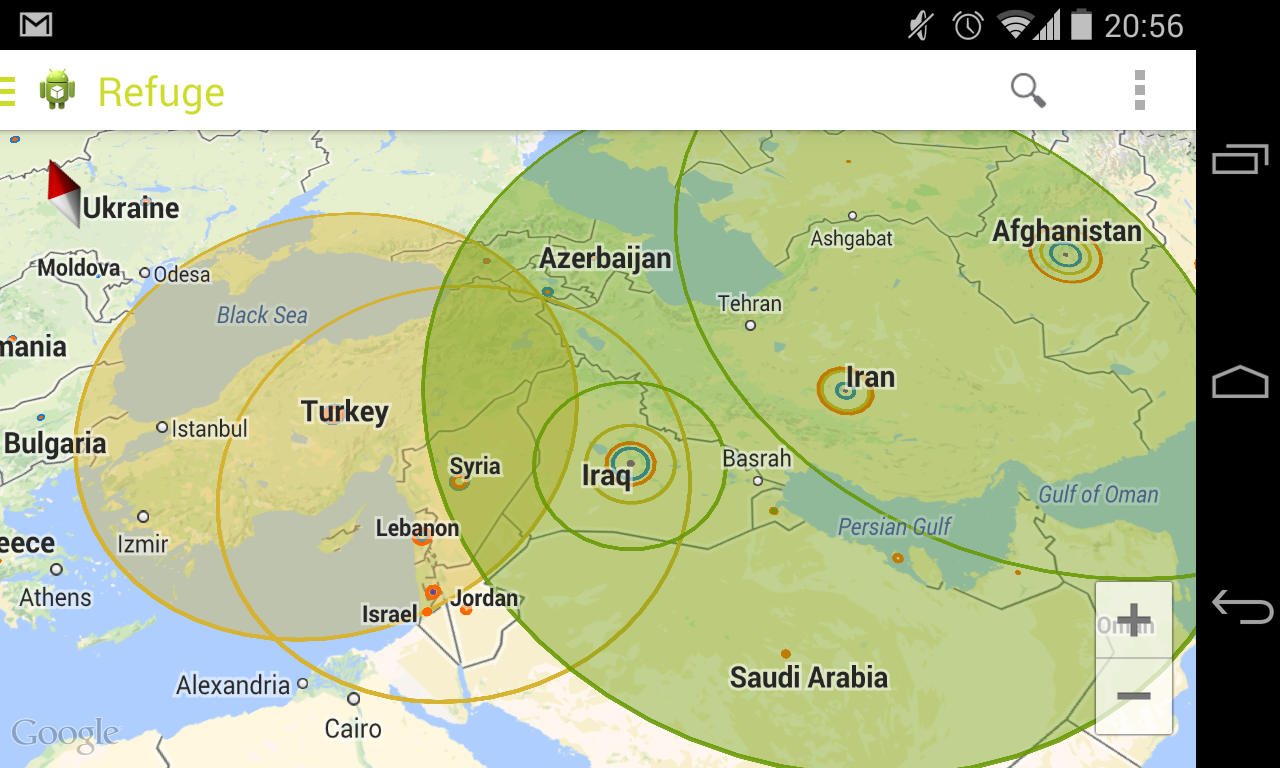 20:56
Refuge
Ukraine
Moldova
Odesa
Black Sea
Azerbaijan
Ashgabat
Afghanistan
Tehran
mania
Iran
Turkey
Istanbul
Bulgaria
Syria
Iraq
Basrah
Gulf of Oman
Persian Gulf
Lebanon
Izmir
eece
Athens
Israel
Jordan
Oman
Saudi Arabia
Alexandria
Cairo
Google